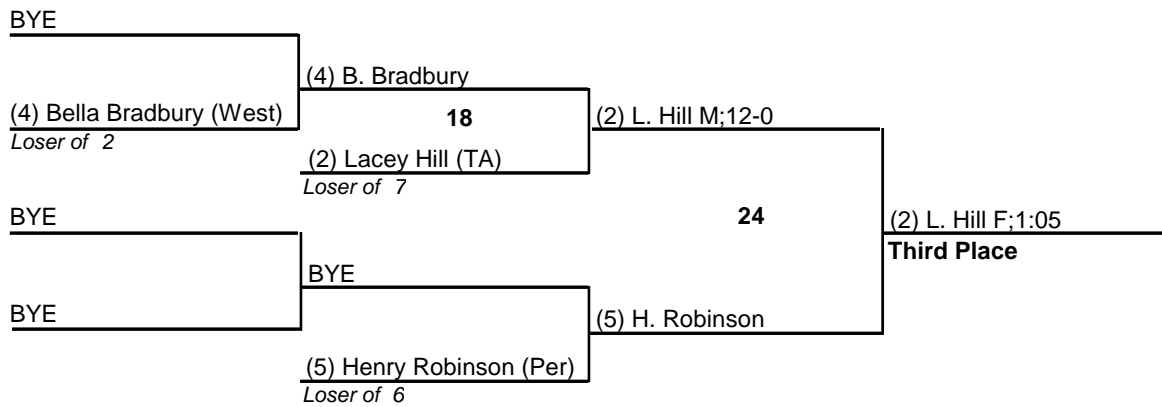 BYE
(4) Bella Bradbury (West)
Loser of 2
(4) B. Bradbury
18
(2) Lacey Hill (TA)
Loser of 7
(2) L. Hill M;12-0
BYE
BYE
BYE
(5) Henry Robinson (Per)
Loser of 6
(5) H. Robinson
24
(2) L. Hill F;1:05
Third Place